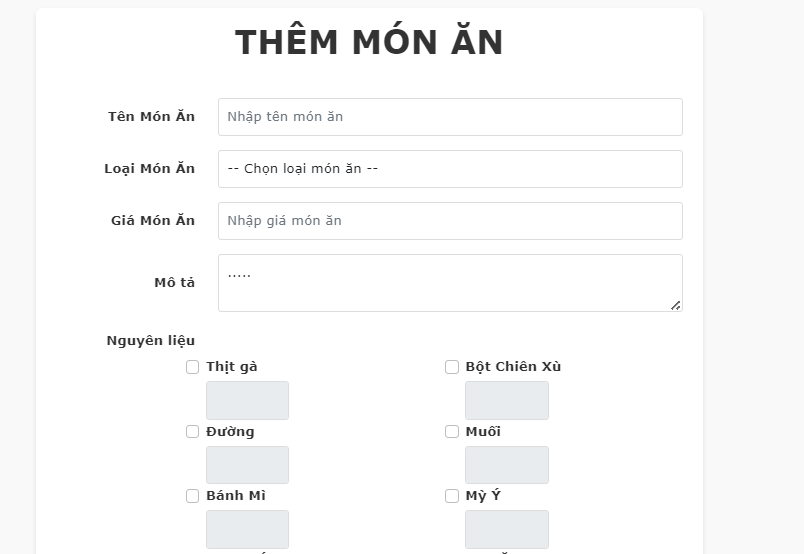 THÊM MÓN ĂN
Tên Món Ăn
Nhập tên món ăn
Loại Món Ăn
-- Chọn loại món ăn --
Giá Món Ăn
Nhập giá món ăn
Mô tả
.....
Nguyên liệu
Thịt gà
Bột Chiên Xù
Đường
Muối
Bánh Mì
Mỳ Ý